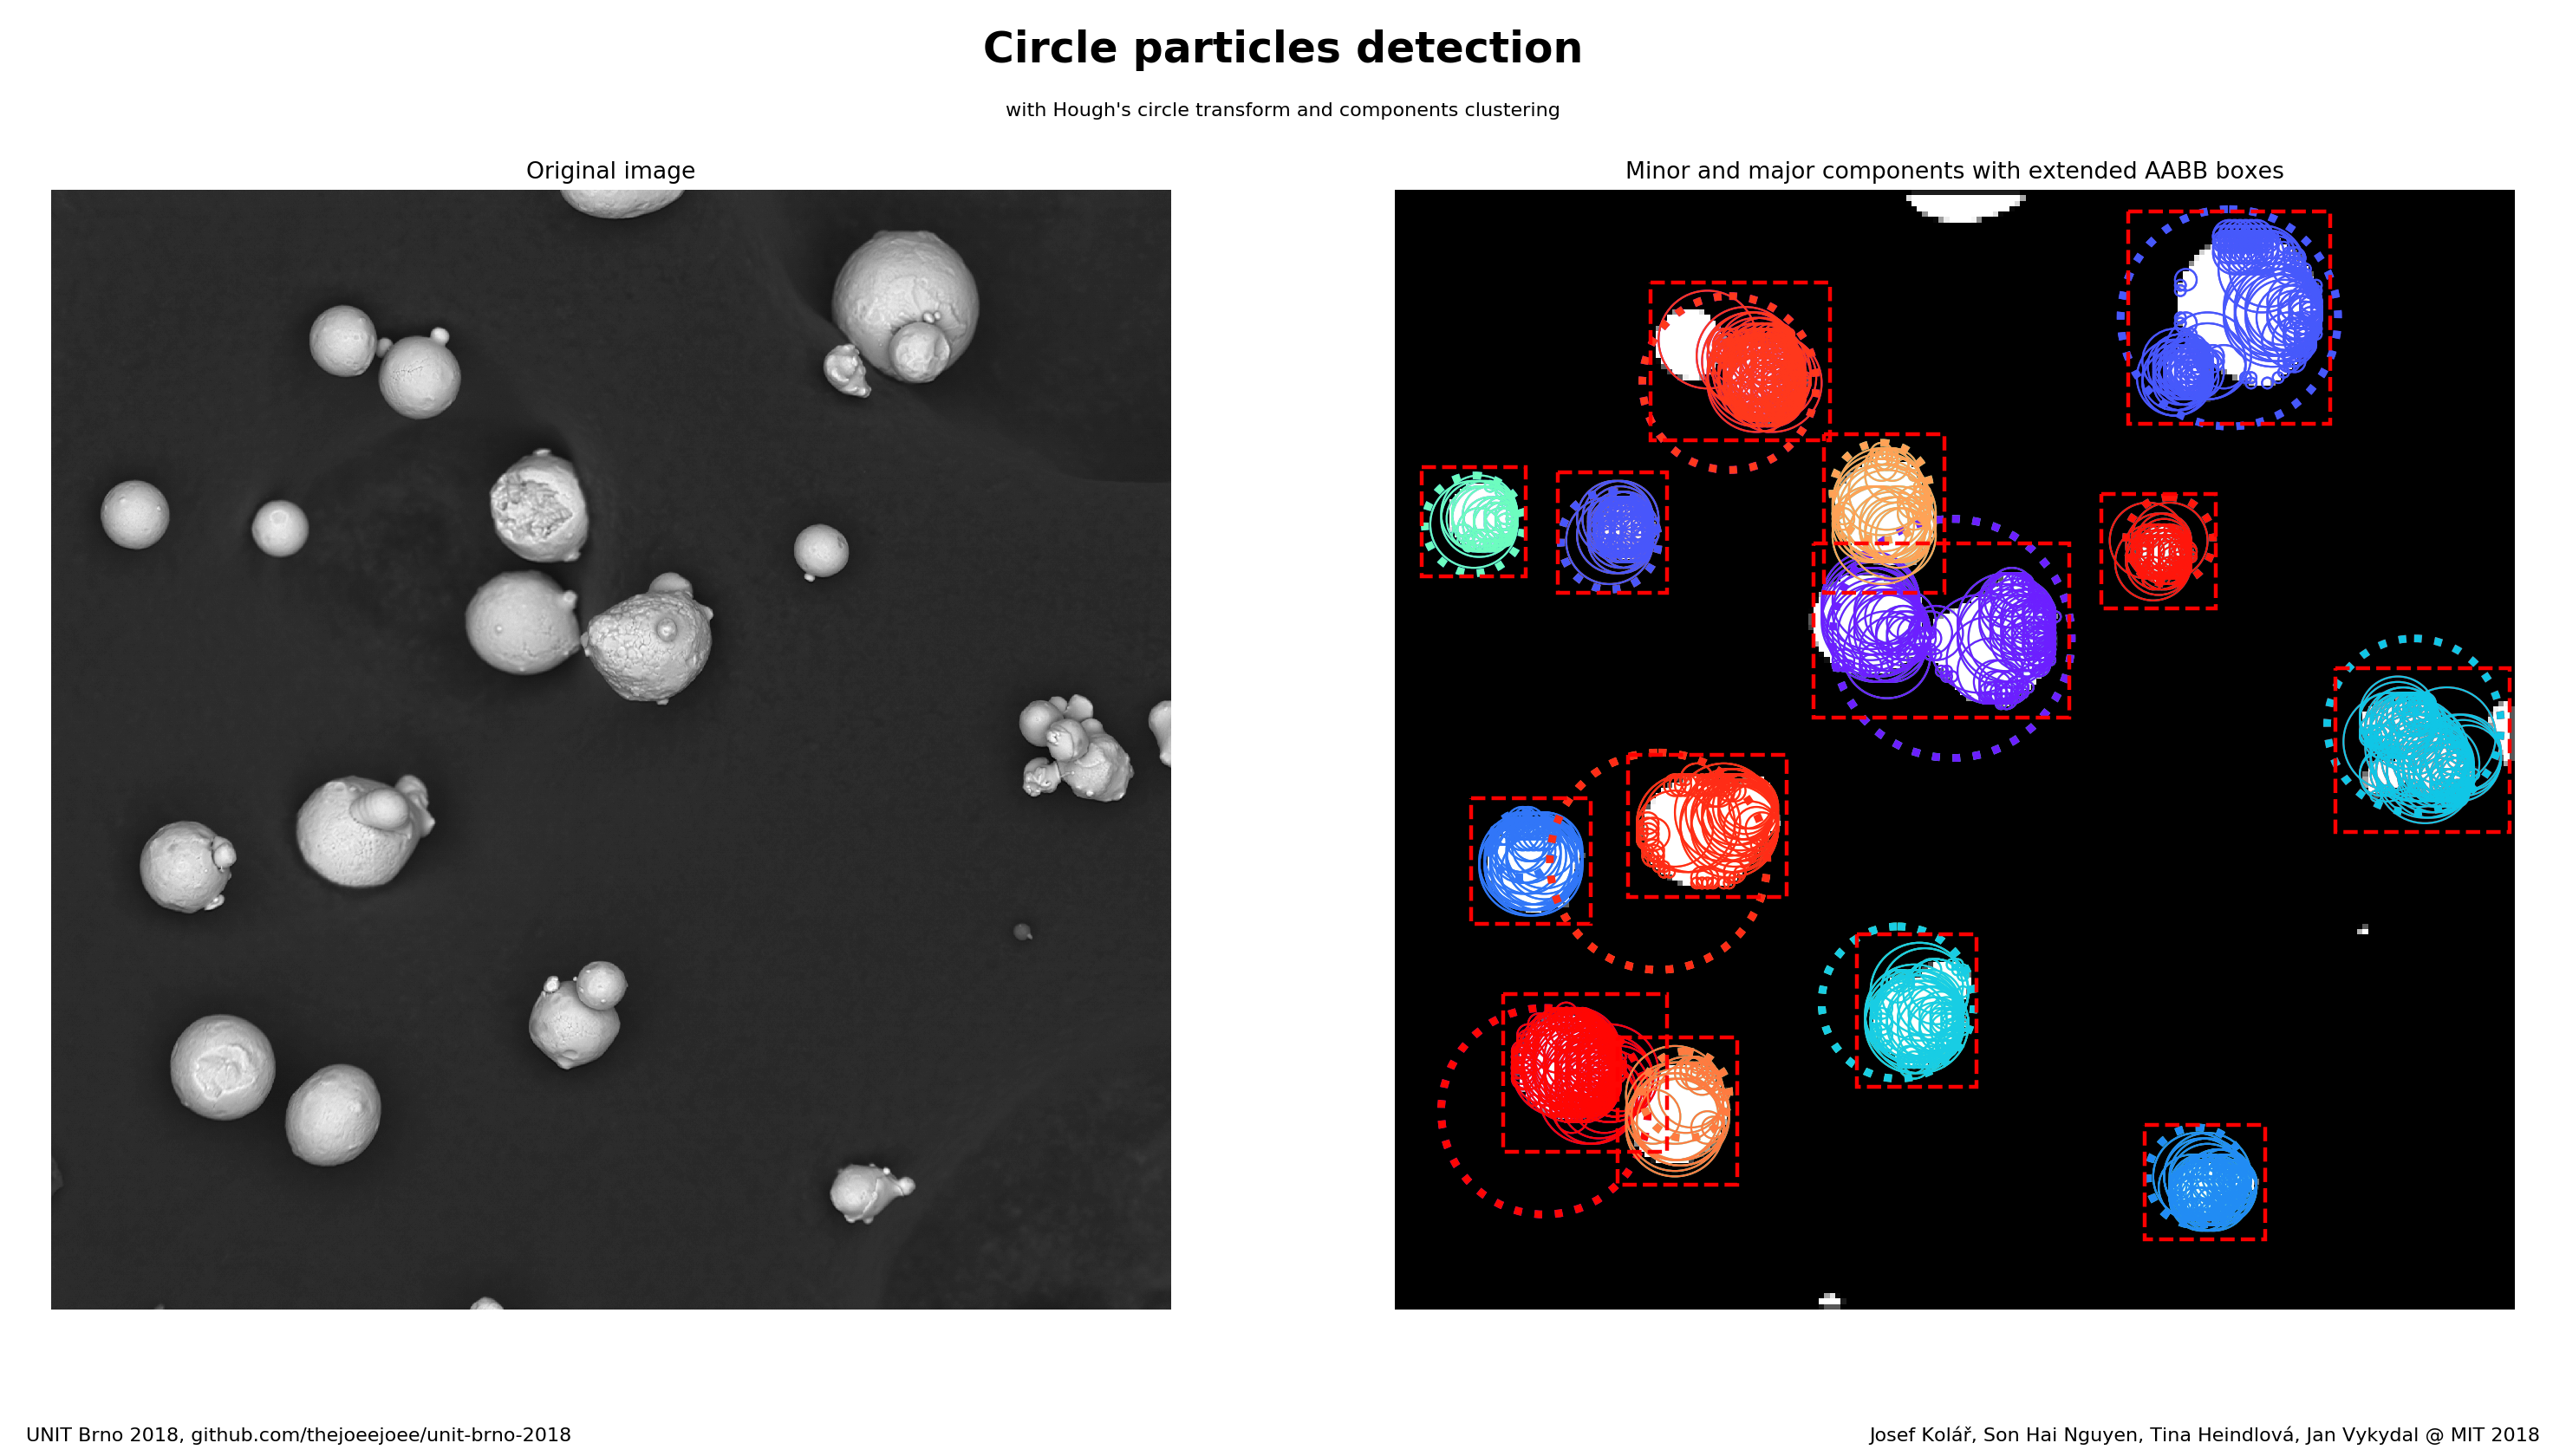 Circle particles detection
with Hough's circle transform and components clustering
Original image
Minor and major components with extended AABB boxes
UNIT Brno 2018, github.com/thejoeejoee/unit-brno-2018
Josef Kolář, Son Hai Nguyen, Tina Heindlová, Jan Vykydal @ MIT 2018